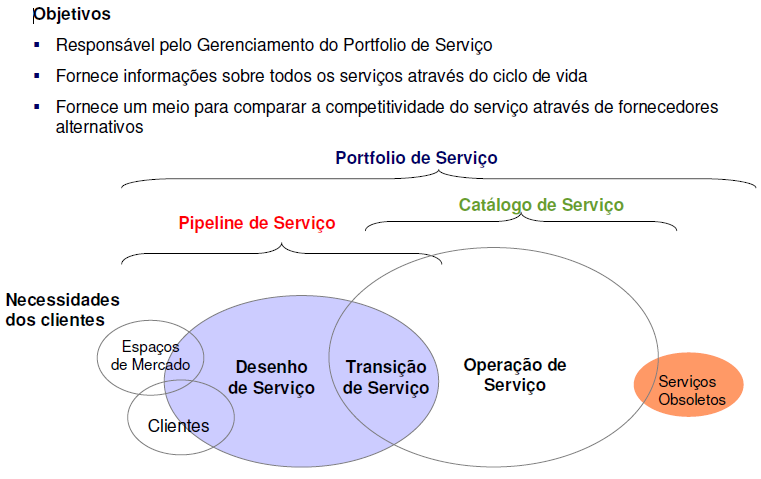 Objetivos
▪ Responsável pelo Gerenciamento do Portfolio de Serviço
▪ Fornece informações sobre todos os serviços através do ciclo de vida
▪ Fornece um meio para comparar a competitividade do serviço através de fornecedores
alternativos
Portfolio de Serviço
Catálogo de Serviço
Pipeline de Serviço
Necessidades
dos clientes
Espaços
de Mercado
Clientes
Desenho
de Serviço
Transição
de Serviço
Operação de
Serviço
Serviços
Obsoletos